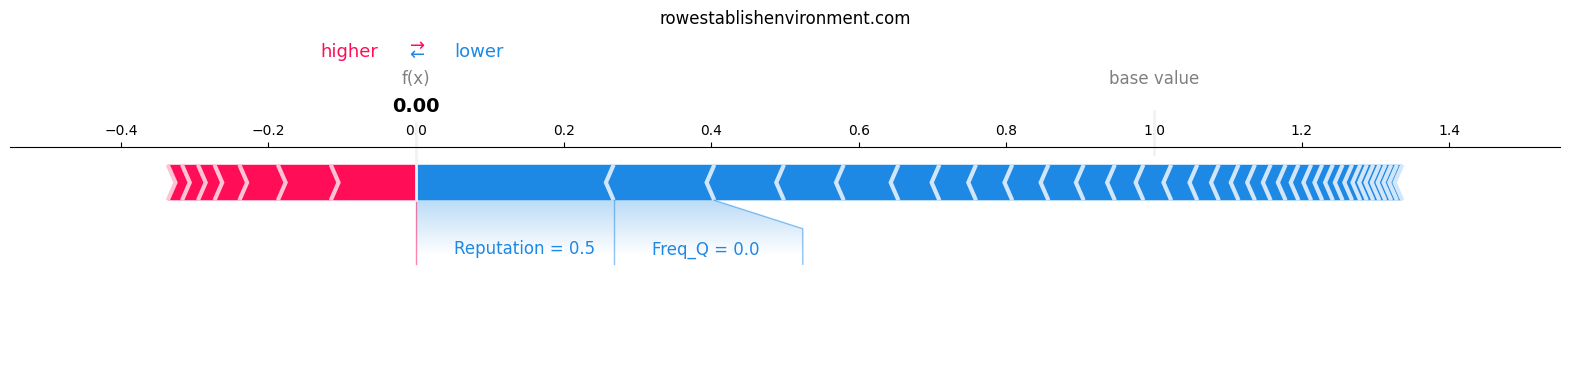 rowestablishenvironment.com
higher ⇄ lower
f(x) base value
0.00
−0.4 −0.2 0.0 0.2 0.4 0.6 0.8 1.0 1.2 1.4
Reputation = 0.5 Freq_Q = 0.0